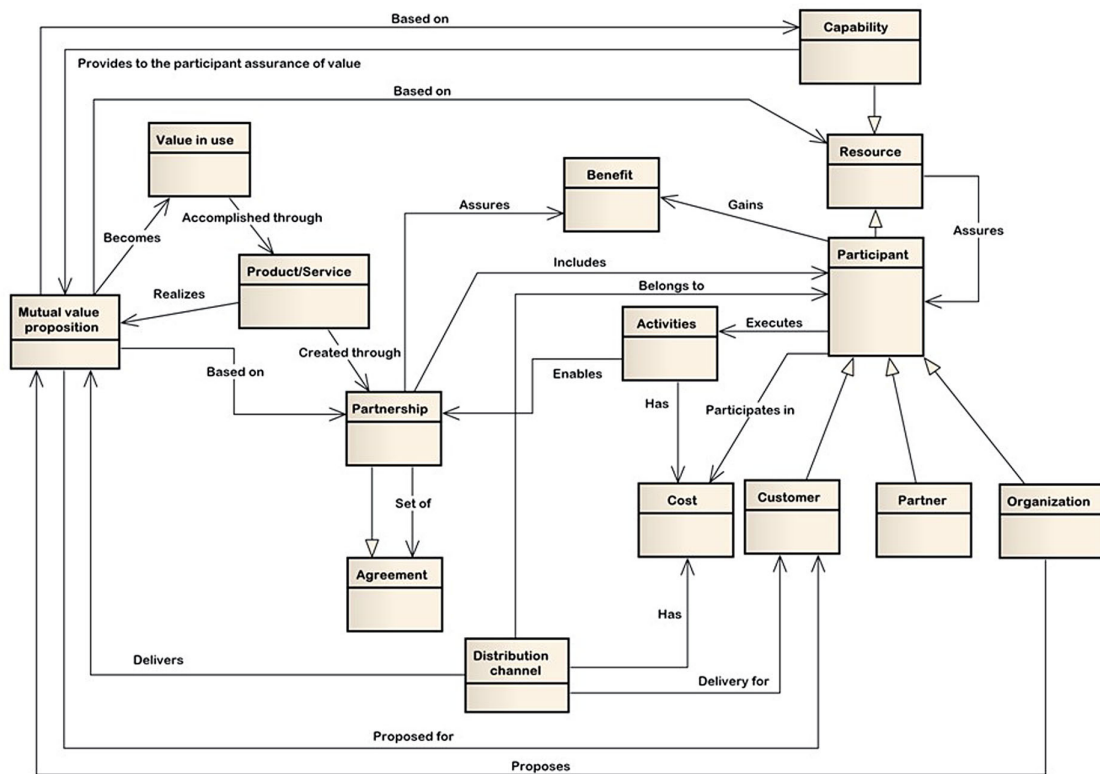 Based on
Capability
Provides to the participant assurance of value
Based on
Value in use
Resource
Benefit
Accomplished through
Assures
Gains
Assures
Becomes
Participant
Includes
Product/Service
Belongs to
Realizes
Mutual value
proposition
Activities
Executes
Created through
Based on
Enables
Has
Participates in
Partnership
Set of
Cost
Customer
Partner
Organization
Agreement
Has
Distribution
channel
Delivers
Delivery for
Proposed for
Proposes